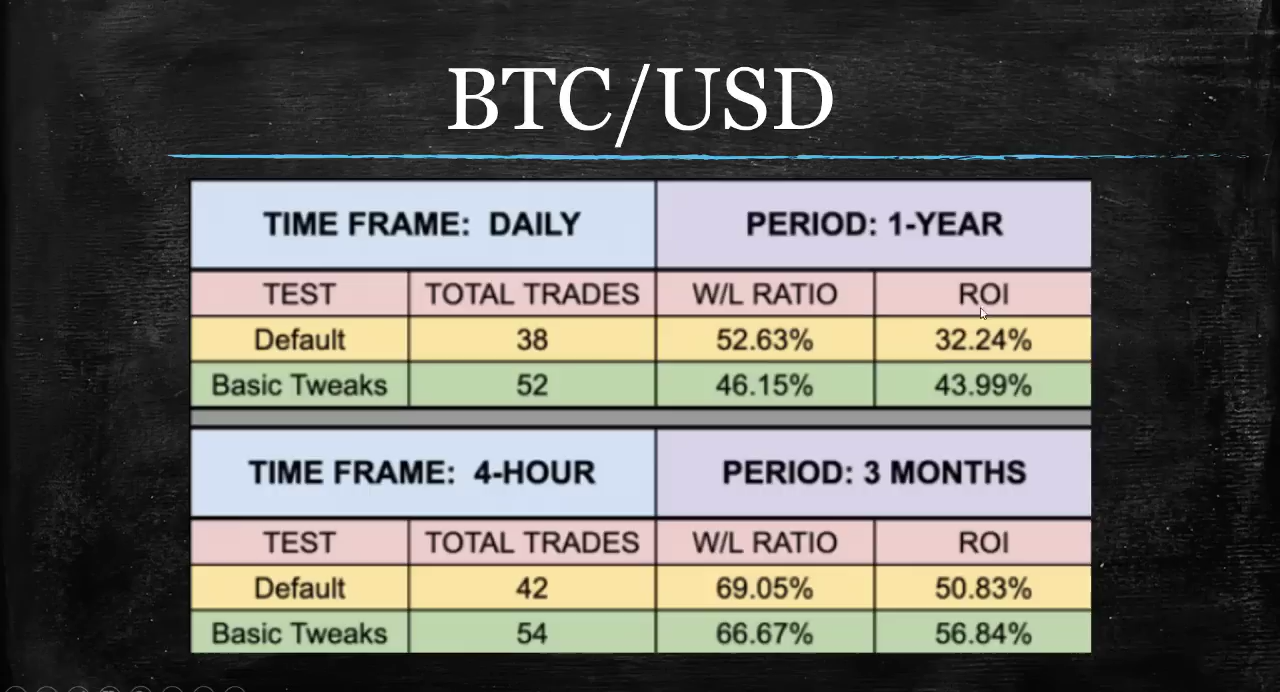 BTC/USD
TIME FRAME: DAILY PERIOD: 1-YEAR
TEST TOTAL TRADES W/L RATIO ROI
Default 38 52.63% 32.24%
Basic Tweaks 52 46.15% 43.99%
TIME FRAME: 4-HOUR PERIOD: 3 MONTHS
TEST TOTAL TRADES W/L RATIO ROI
Default 42 69.05% 50.83%
Basic Tweaks 54 66.67% 56.84%